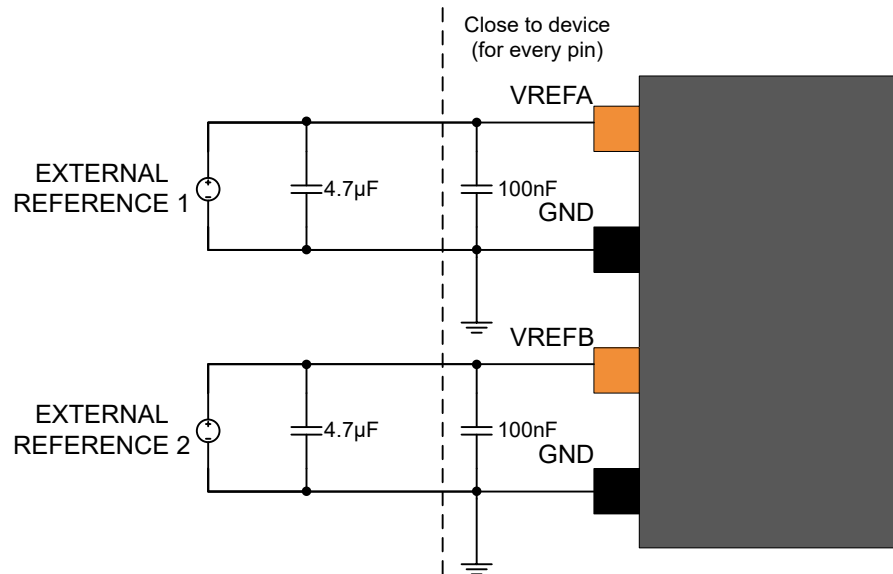 Close to device
(for every pin)
VREFA
EXTERNAL
REFERENCE 1
4.7µF
100nF
GND
VREFB
EXTERNAL
REFERENCE 2
4.7µF
100nF
GND